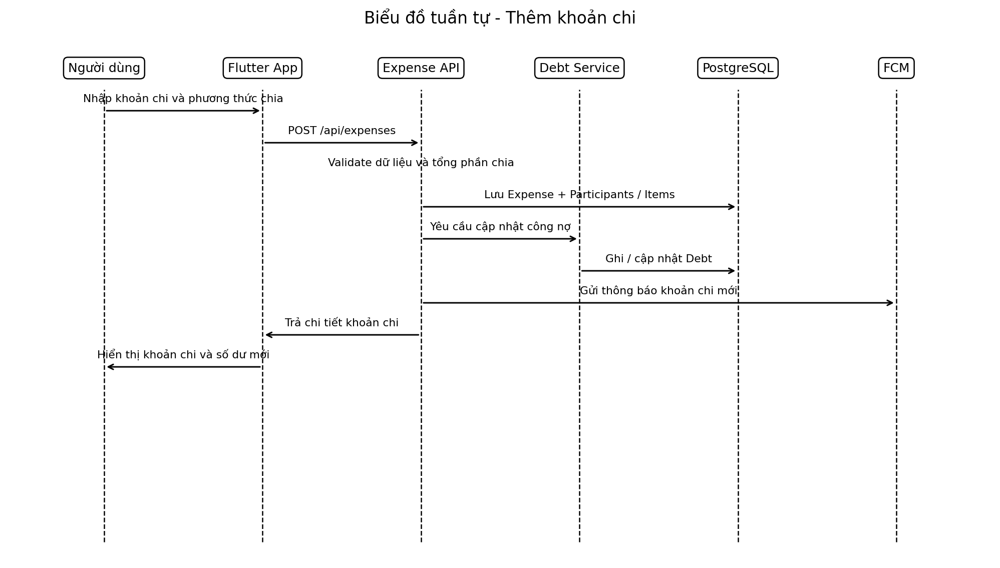 Biểu đồ tuần tự - Thêm khoản chi
Người dùng
Flutter App
Expense API
Debt Service
PostgreSQL
FCM
Nhập khoản chi và phương thức chia
POST /api/expenses
Validate dữ liệu và tổng phần chia
Lưu Expense + Participants / Items
Yêu cầu cập nhật công nợ
Ghi / cập nhật Debt
Gửi thông báo khoản chi mới
Trả chi tiết khoản chi
Hiển thị khoản chi và số dư mới